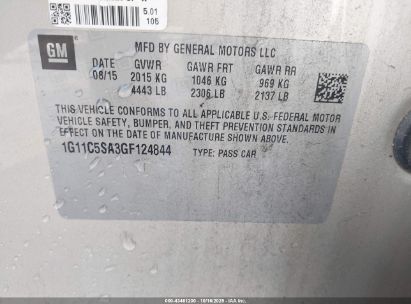 5.01
105
GM
MFD BY GENERAL MOTORS LLC
DATE GVWR GAWR FRT GAWR RR
08/15 2015 KG 1046 KG 969 KG
4443 LB 2306 LB 2137 LB
THIS VEHICLE CONFORMS TO ALL APPLICABLE U.S. FEDERAL MOTOR
VEHICLE SAFETY, BUMPER, AND THEFT PREVENTION STANDARDS IN
EFFECT ON THE DATE OF MANUFACTURE SHOWN ABOVE.
1G11C5SA3GF124844 TYPE: PASS CAR